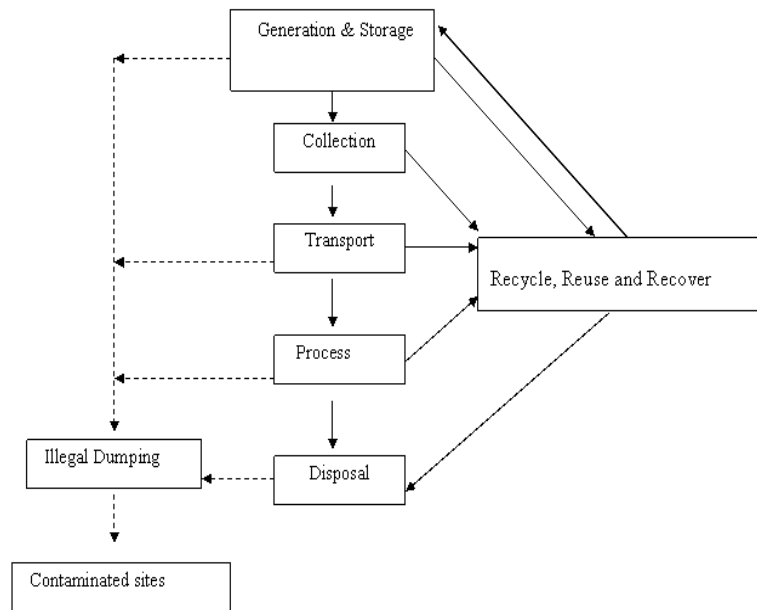 Generation & Storage
Collection
Transport
Recycle, Reuse and Recover
Process
Illegal Dumping
Disposal
Contaminated sites